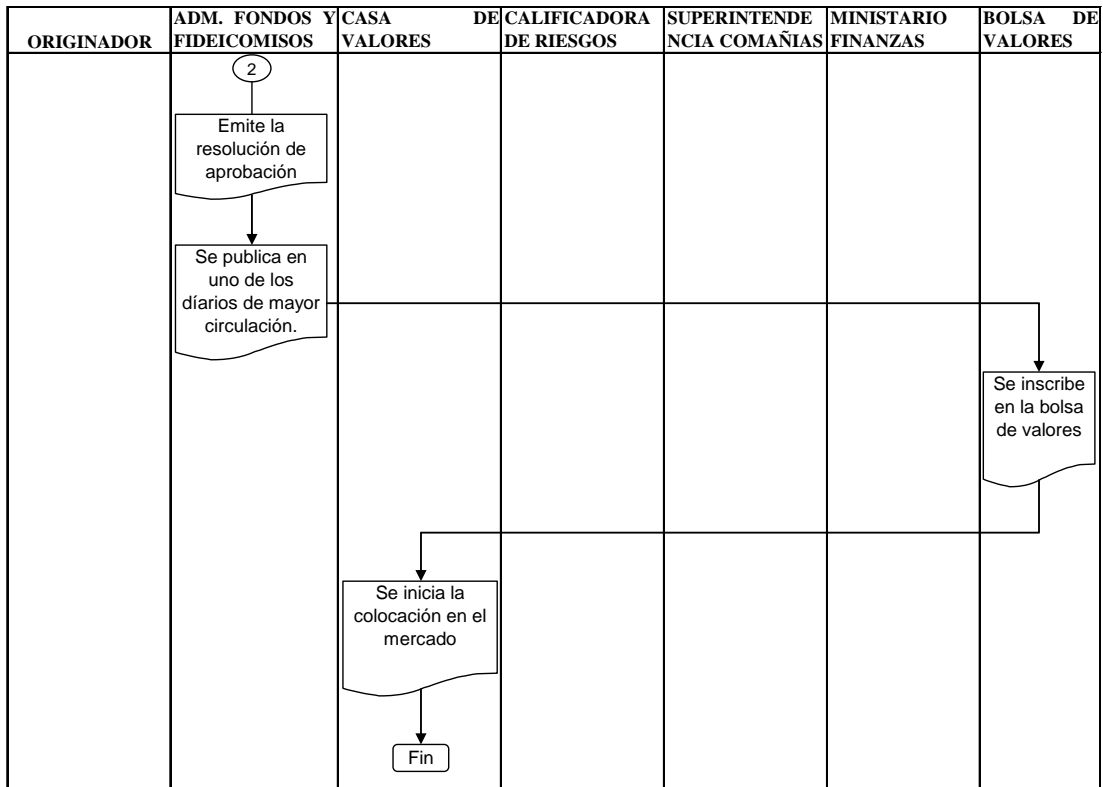 ORIGINADOR
ADM. FONDOS Y
FIDEICOMISOS
CASA DE
VALORES
CALIFICADORA
DE RIESGOS
SUPERINTENDE
NCIA COMAÑIAS
MINISTARIO
FINANZAS
BOLSA DE
VALORES
2
Emite la
resolución de
aprobación
Se publica en
uno de los
díarios de mayor
circulación.
Se inscribe
en la bolsa
de valores
Se inicia la
colocación en el
mercado
Fin